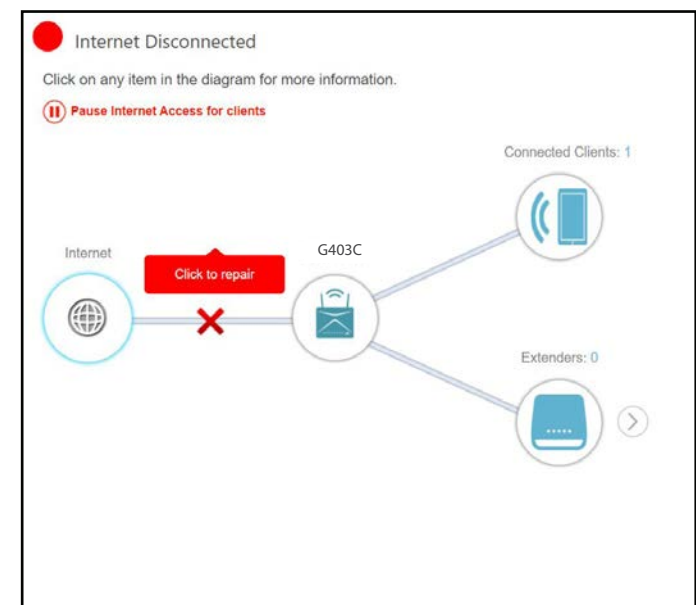 Internet Disconnected
Click on any item in the diagram for more information.
Pause Internet Access for clients
Connected Clients: 1
Internet
G403C
Click to repair
Extenders: 0